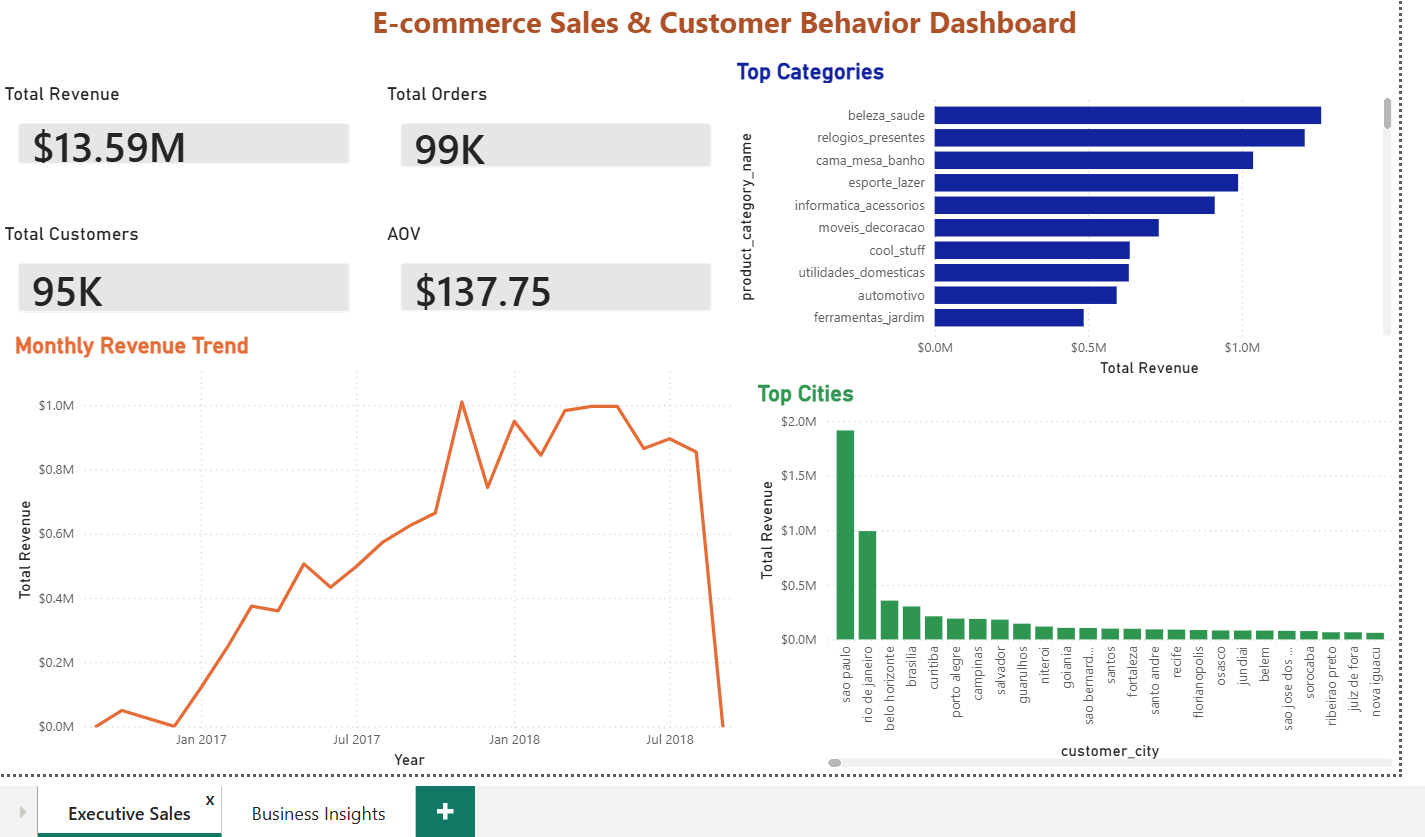 E-commerce Sales & Customer Behavior Dashboard
Total Revenue
$13.59M
Total Orders
99K
Total Customers
95K
AOV
$137.75
Top Categories
product_category_name
beleza_saude
relogios_presentes
cama_mesa_banho
esporte_lazer
informatica_acessorios
moveis_decoracao
cool_stuff
utilidades_domesticas
automotivo
ferramentas_jardim
$0.0M $0.5M $1.0M
Total Revenue
Monthly Revenue Trend
Total Revenue
$1.0M
$0.8M
$0.6M
$0.4M
$0.2M
$0.0M
Jan 2017 Jul 2017 Jan 2018 Jul 2018
Year
Top Cities
Total Revenue
$2.0M
$1.5M
$1.0M
$0.5M
$0.0M
sao paulo
rio de janeiro
belo horizonte
brasilia
curitiba
porto alegre
campinas
salvador
guarulhos
niteroi
goiania
sao bernard...
santos
fortaleza
santo andre
recife
florianopolis
osasco
jundiai
belem
sao jose dos ...
sorocaba
ribeirao preto
juiz de fora
nova iguacu
customer_city
Executive Sales x
Business Insights
+